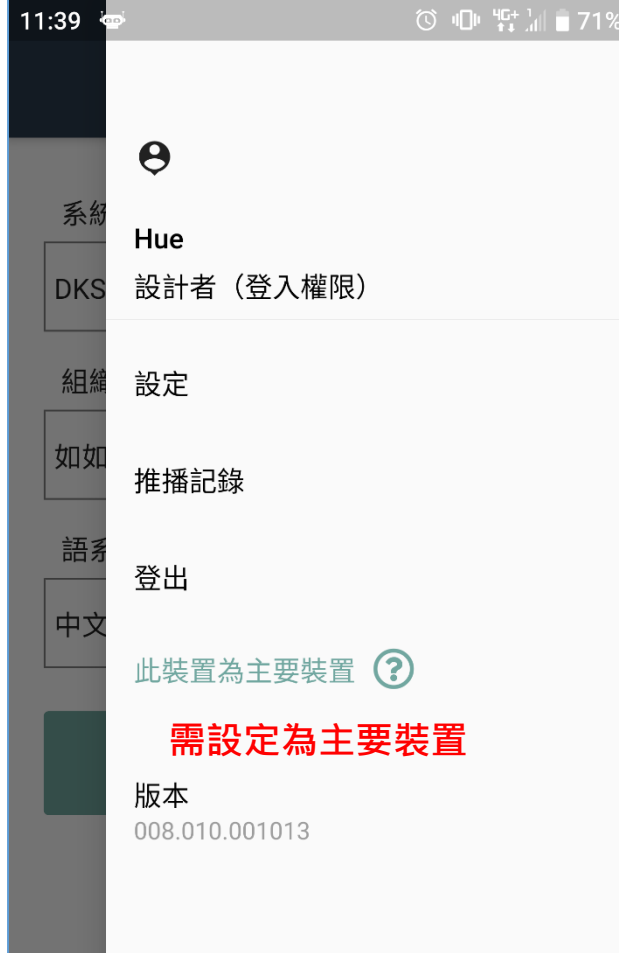 11:39
4G+ 1 71%
系統
DKS
組織
如如
語系
中文
Hue
設計者（登入權限）
設定
推播記錄
登出
此裝置為主要裝置 ?
需設定為主要裝置
版本
008.010.001013